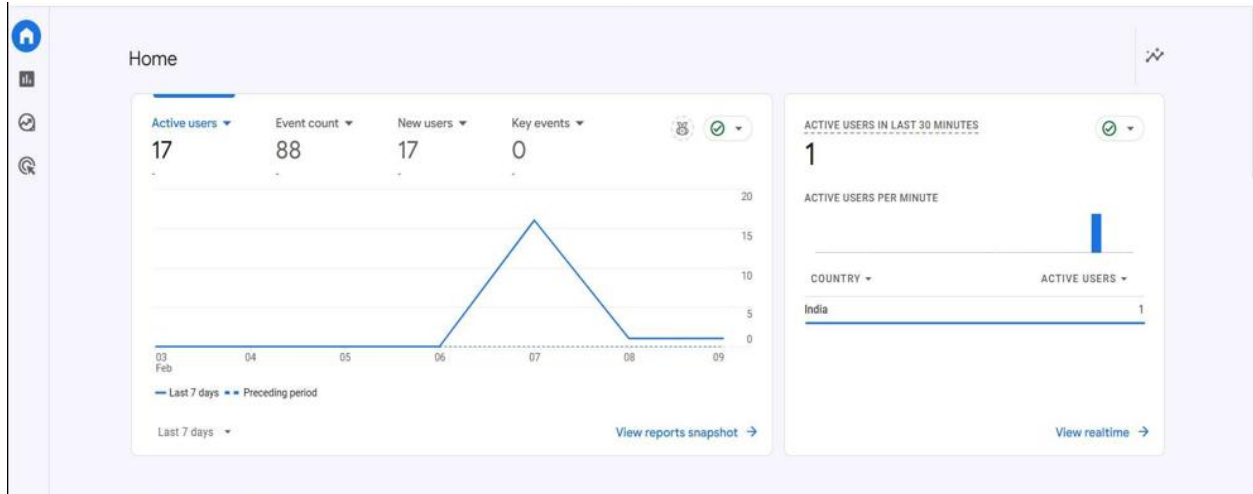 Home
Active users Event count New users Key events
17 88 17 0
- - - -
20
15
10
5
0
03 04 05 06 07 08 09
Feb
Last 7 days Preceding period
Last 7 days View reports snapshot
ACTIVE USERS IN LAST 30 MINUTES
1
ACTIVE USERS PER MINUTE
COUNTRY ACTIVE USERS
India 1
View realtime